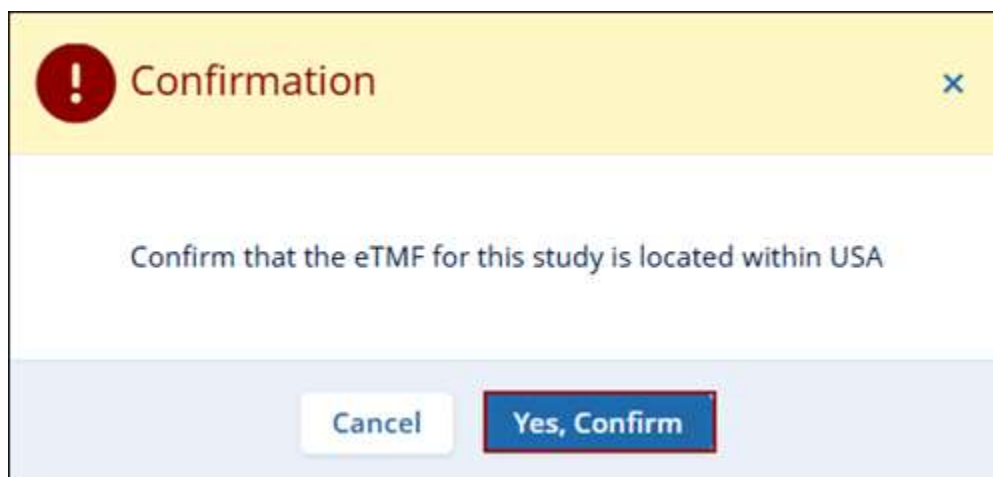 Confirmation
Confirm that the eTMF for this study is located within USA
Cancel
Yes, Confirm